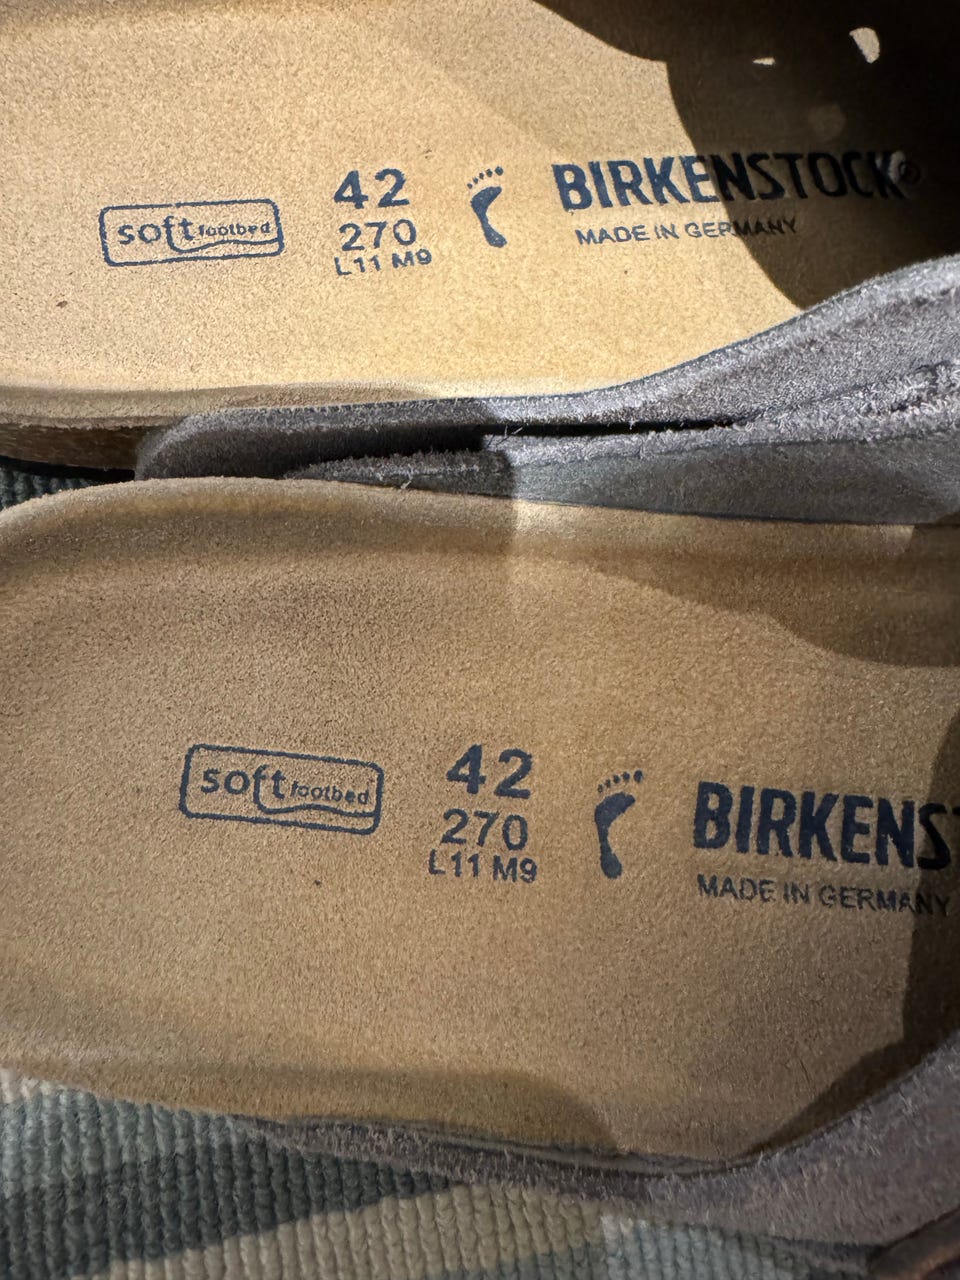 soft footbed
42
270
L11 M9
BIRKENSTOCK®
MADE IN GERMANY
soft footbed
42
270
L11 M9
BIRKENST
MADE IN GERMANY